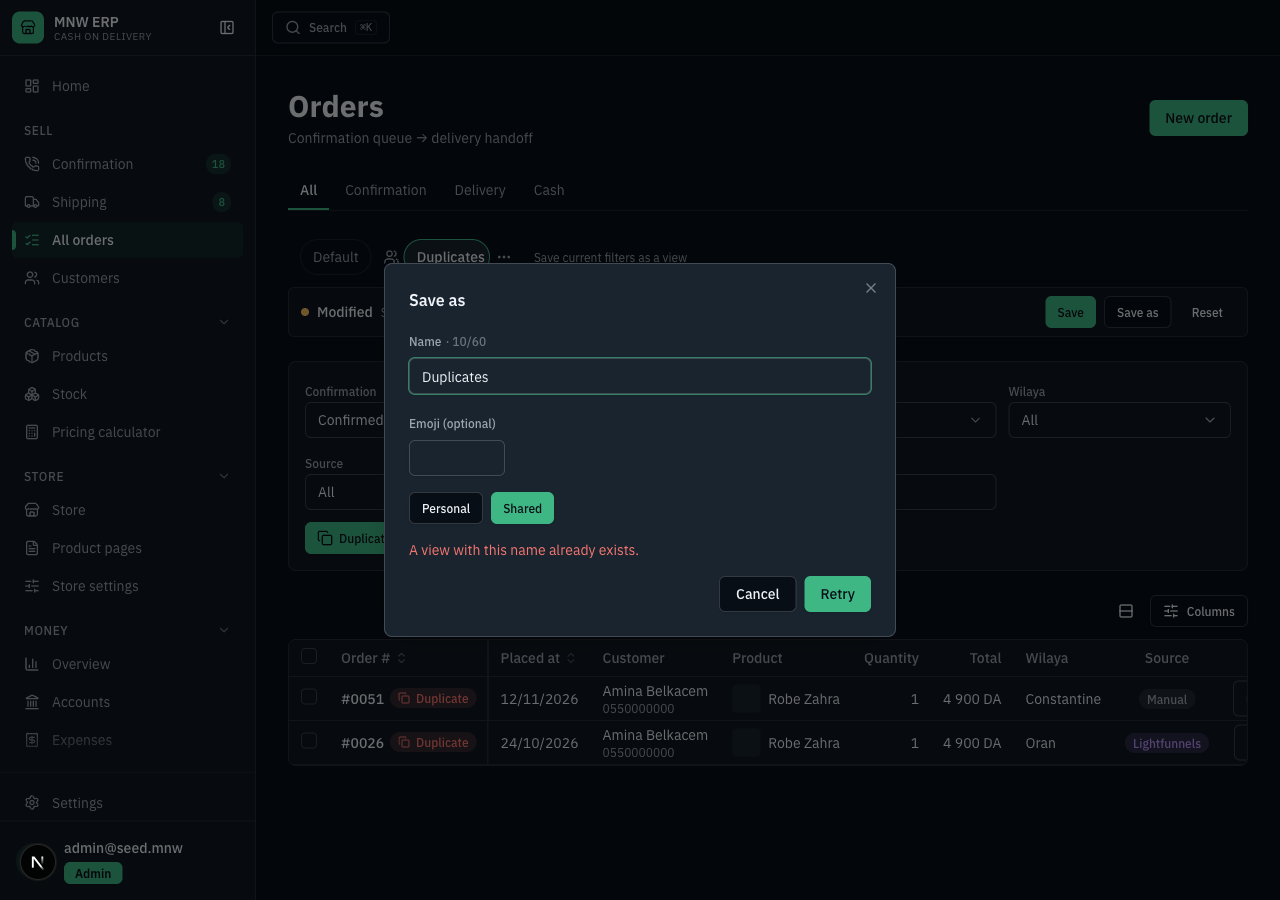 MNW ERP
CASH ON DELIVERY
Search ⌘K
Home
SELL
Confirmation 18
Shipping 8
All orders
Customers
CATALOG
Products
Stock
Pricing calculator
STORE
Store
Product pages
Store settings
MONEY
Overview
Accounts
Expenses
Settings
N
admin@seed.mnw
Admin
Orders
Confirmation queue → delivery handoff
New order
All Confirmation Delivery Cash
Default Duplicates ··· Save current filters as a view
Modified
Save Save as Reset
Confirmation
Confirmed
Wilaya
All
Source
All
Save as
Name · 10/60
Duplicates
Emoji (optional)
Personal Shared
A view with this name already exists.
Cancel Retry
Columns
Order # Placed at Customer Product Quantity Total Wilaya Source
#0051 Duplicate 12/11/2026 Amina Belkacem 0550000000 Robe Zahra 1 4 900 DA Constantine Manual
#0026 Duplicate 24/10/2026 Amina Belkacem 0550000000 Robe Zahra 1 4 900 DA Oran Lightfunnels